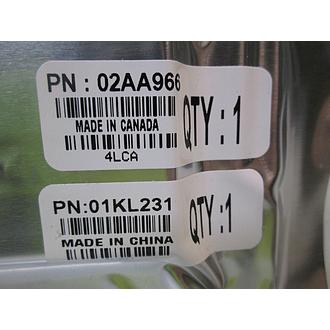 PN : 02AA966
MADE IN CANADA
4LCA
QTY : 1
PN:01KL231
MADE IN CHINA
QTY :1